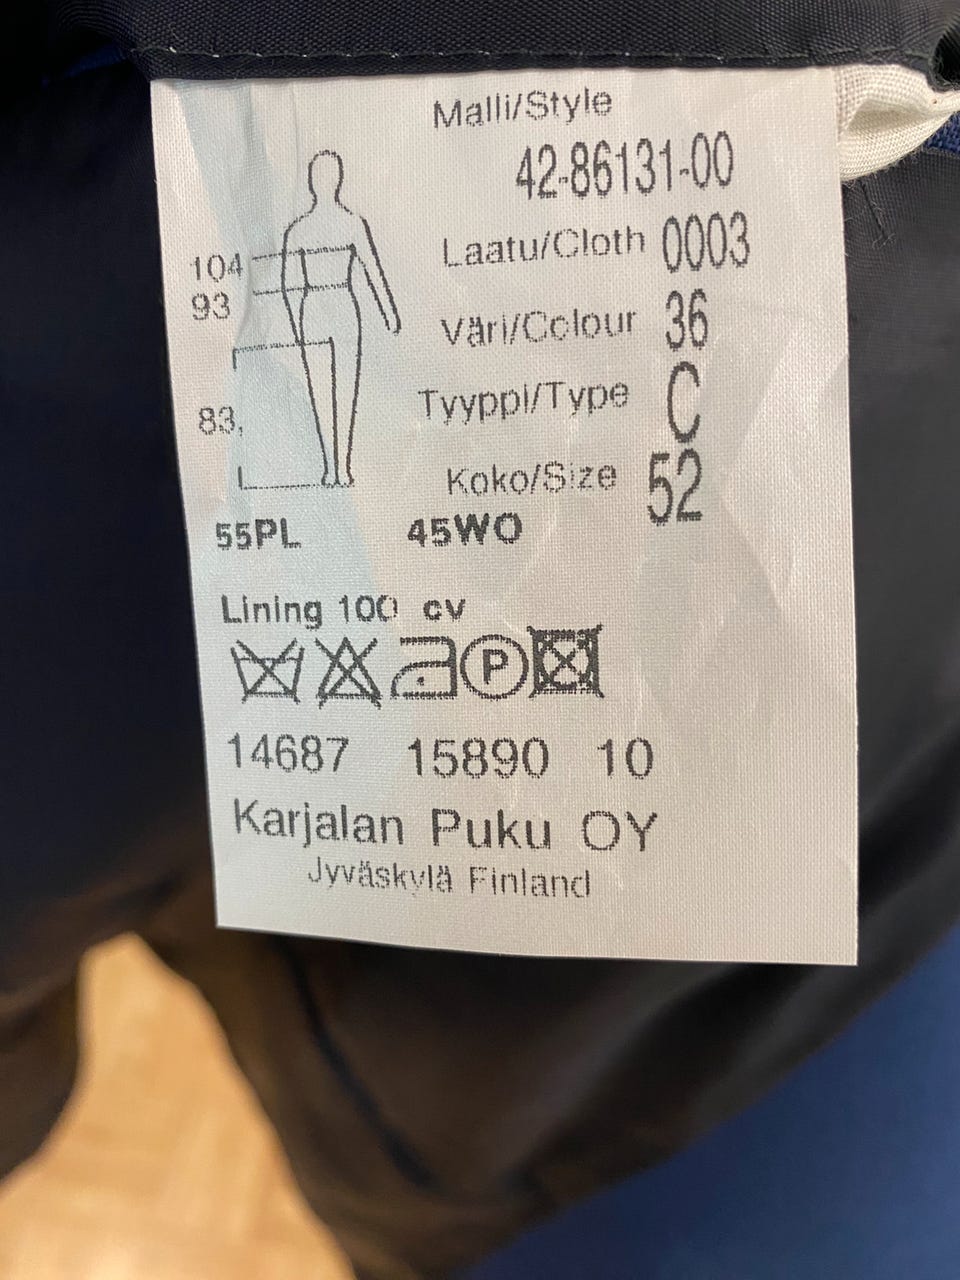 Malli/Style
42-86131-00
Laatu/Cloth 0003
104
93
Väri/Colour 36
Tyyppi/Type C
83,
Koko/Size 52
55PL 45WO
Lining 100 cv
P
14687 15890 10
Karjalan Puku OY
Jyväskylä Finland